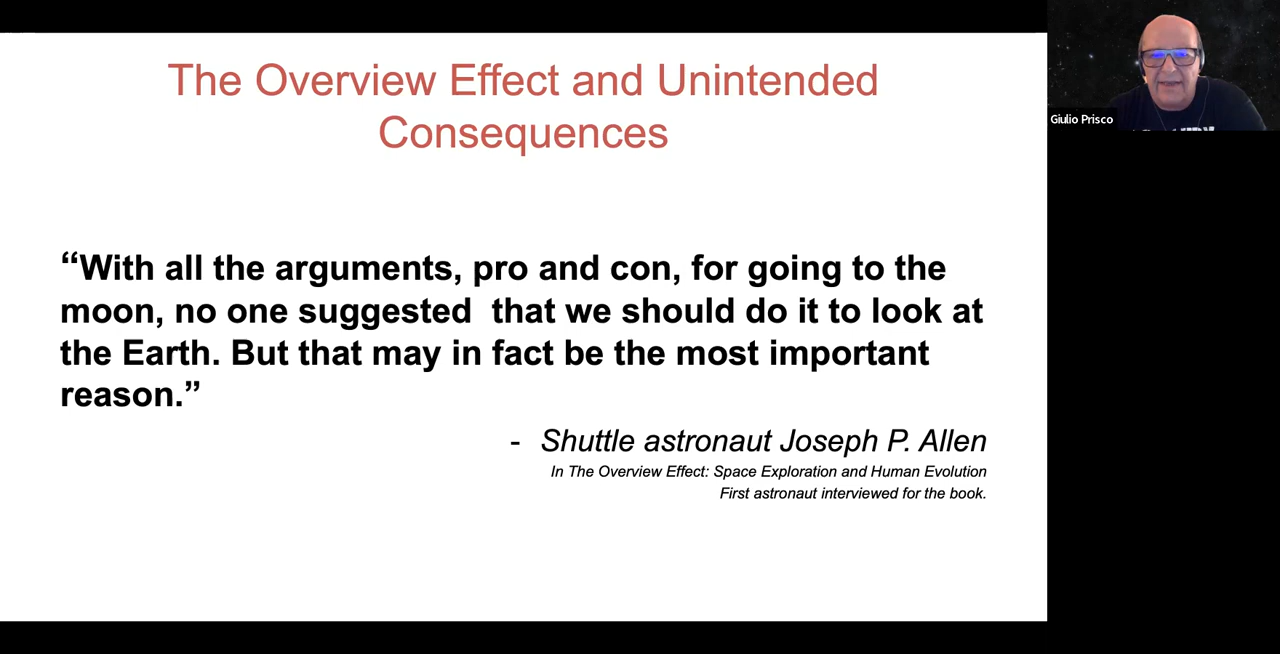 The Overview Effect and Unintended
Consequences
“With all the arguments, pro and con, for going to the
moon, no one suggested  that we should do it to look at
the Earth. But that may in fact be the most important
reason.”
- Shuttle astronaut Joseph P. Allen
In The Overview Effect: Space Exploration and Human Evolution
First astronaut interviewed for the book.
Giulio Prisco